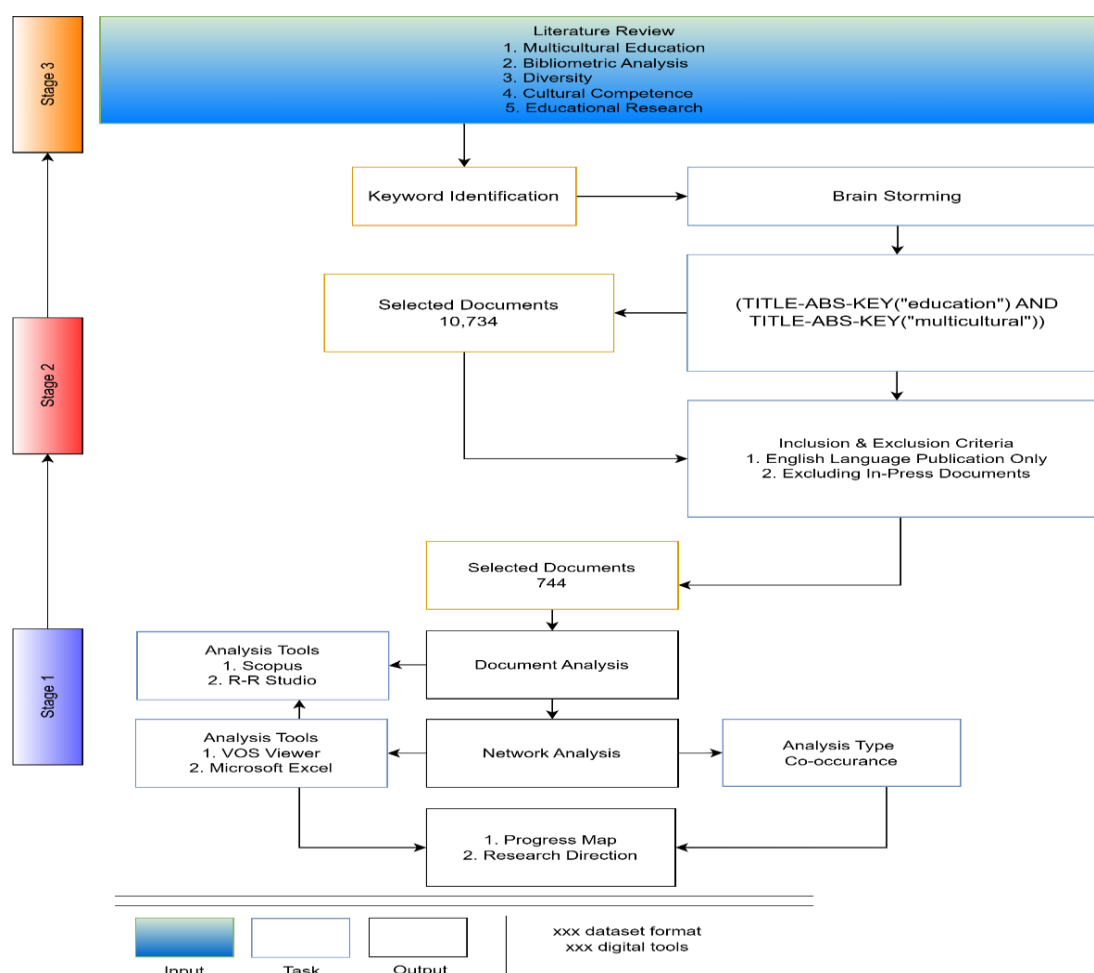 Stage 3
Literature Review
1. Multicultural Education
2. Bibliometric Analysis
3. Diversity
4. Cultural Competence
5. Educational Research
Keyword Identification
Brain Storming
Selected Documents
10,734
(TITLE-ABS-KEY("education") AND
TITLE-ABS-KEY("multicultural"))
Stage 2
Inclusion & Exclusion Criteria
1. English Language Publication Only
2. Excluding In-Press Documents
Selected Documents
744
Stage 1
Analysis Tools
1. Scopus
2. R-R Studio
Document Analysis
Analysis Tools
1. VOS Viewer
2. Microsoft Excel
Network Analysis
Analysis Type
Co-occurance
1. Progress Map
2. Research Direction
xxx dataset format
xxx digital tools
Input
Task
Output